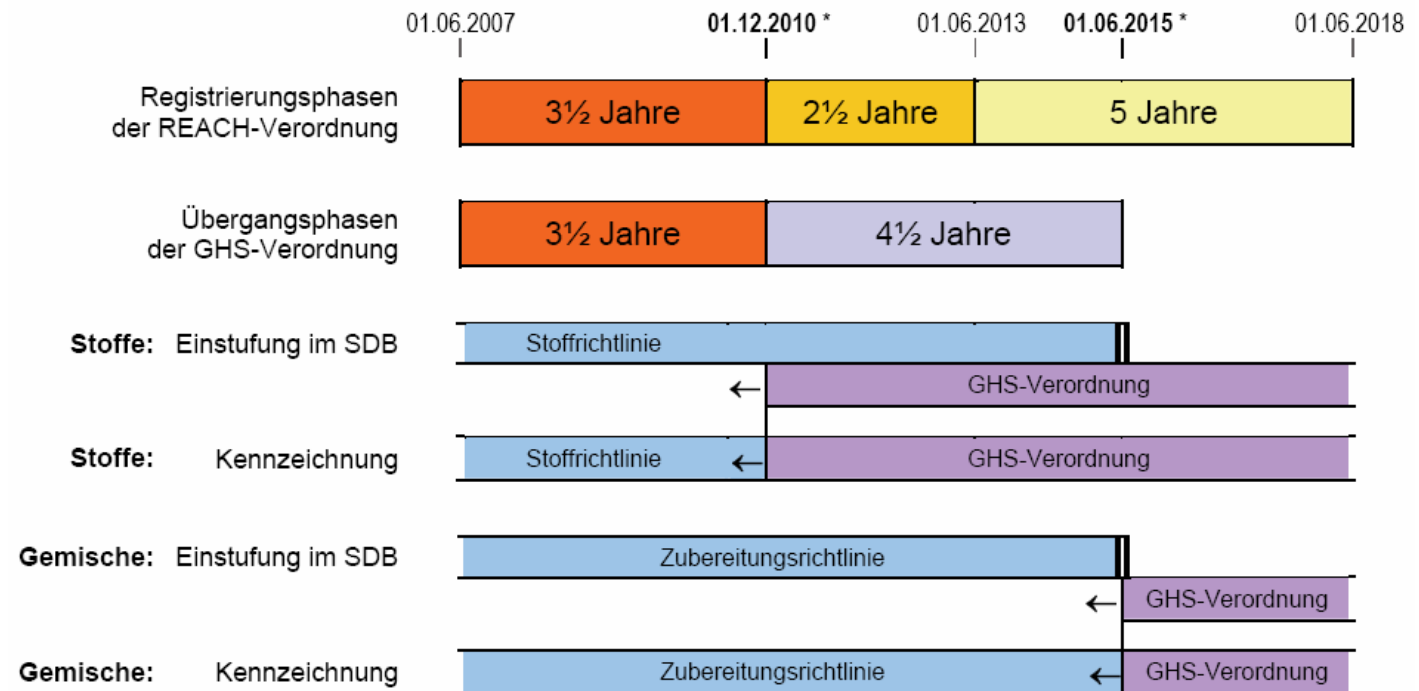 01.06.2007 01.12.2010 * 01.06.2013 01.06.2015 * 01.06.2018
Registrierungsphasen
der REACH-Verordnung
3½ Jahre 2½ Jahre 5 Jahre
Übergangsphasen
der GHS-Verordnung
3½ Jahre 4½ Jahre
Stoffe: Einstufung im SDB Stoffrichtlinie
← GHS-Verordnung
Stoffe: Kennzeichnung Stoffrichtlinie ← GHS-Verordnung
Gemische: Einstufung im SDB Zubereitungsrichtlinie
← GHS-Verordnung
Gemische: Kennzeichnung Zubereitungsrichtlinie ← GHS-Verordnung